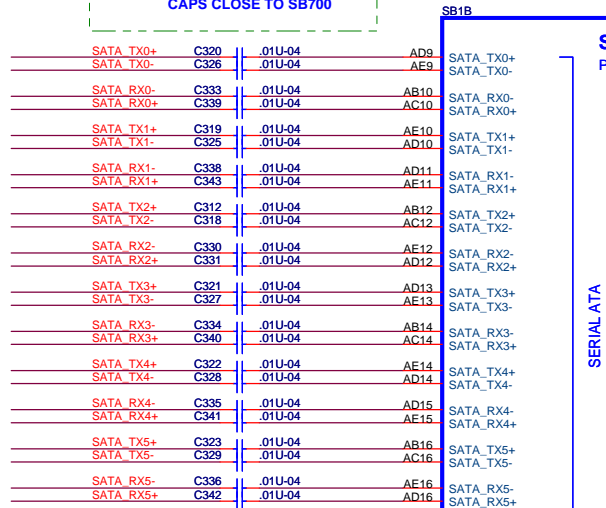 CAPS CLOSE TO SB700
SB1B
S
P
SATA_TX0+ C320 .01U-04 AD9 SATA_TX0+
SATA_TX0- C326 .01U-04 AE9 SATA_TX0-
SATA_RX0- C333 .01U-04 AB10 SATA_RX0-
SATA_RX0+ C339 .01U-04 AC10 SATA_RX0+
SATA_TX1+ C319 .01U-04 AE10 SATA_TX1+
SATA_TX1- C325 .01U-04 AD10 SATA_TX1-
SATA_RX1- C338 .01U-04 AD11 SATA_RX1-
SATA_RX1+ C343 .01U-04 AE11 SATA_RX1+
SATA_TX2+ C312 .01U-04 AB12 SATA_TX2+
SATA_TX2- C318 .01U-04 AC12 SATA_TX2-
SATA_RX2- C330 .01U-04 AE12 SATA_RX2-
SATA_RX2+ C331 .01U-04 AD12 SATA_RX2+
SATA_TX3+ C321 .01U-04 AD13 SATA_TX3+
SATA_TX3- C327 .01U-04 AE13 SATA_TX3-
SATA_RX3- C334 .01U-04 AB14 SATA_RX3-
SATA_RX3+ C340 .01U-04 AC14 SATA_RX3+
SATA_TX4+ C322 .01U-04 AE14 SATA_TX4+
SATA_TX4- C328 .01U-04 AD14 SATA_TX4-
SATA_RX4- C335 .01U-04 AD15 SATA_RX4-
SATA_RX4+ C341 .01U-04 AE15 SATA_RX4+
SATA_TX5+ C323 .01U-04 AB16 SATA_TX5+
SATA_TX5- C329 .01U-04 AC16 SATA_TX5-
SATA_RX5- C336 .01U-04 AE16 SATA_RX5-
SATA_RX5+ C342 .01U-04 AD16 SATA_RX5+
SERIAL ATA